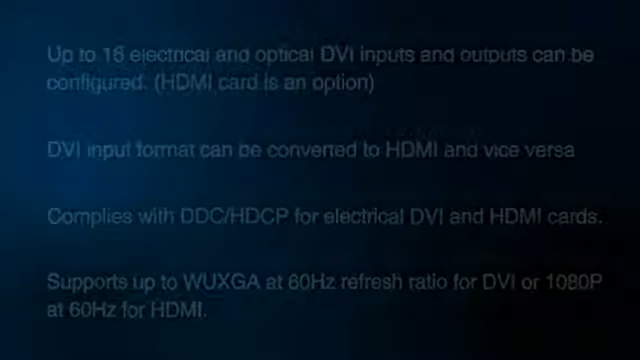 Up to 16 electrical and optical DVI inputs and outputs can be
configured. (HDMI card is an option)
DVI input format can be converted to HDMI and vice versa
Complies with DDC/HDCP for electrical DVI and HDMI cards.
Supports up to WUXGA at 60Hz refresh ratio for DVI or 1080P
at 60Hz for HDMI.